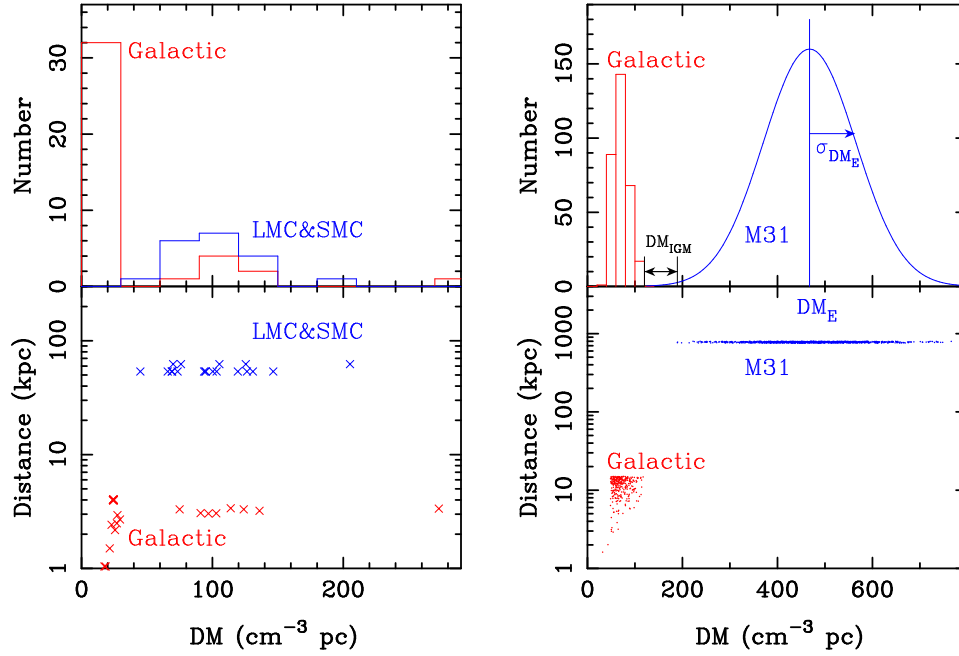 Number
0
10
20
30
Galactic
LMC&SMC
Distance (kpc)
1
10
100
LMC&SMC
Galactic
0
100
200
DM (cm⁻³ pc)
Number
0
50
100
150
Galactic
σ_DM_E
M31
DM_IGM
Distance (kpc)
1
10
100
1000
DM_E
M31
Galactic
0
200
400
600
DM (cm⁻³ pc)